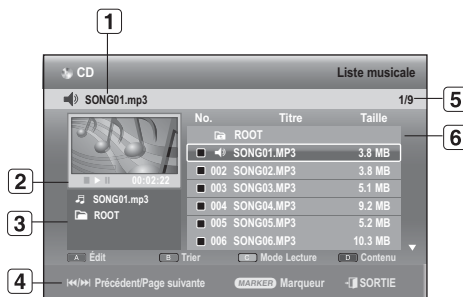 1
CD Liste musicale
SONG01.mp3 1/9
5
No. Titre Taille
ROOT
6
SONG01.MP3 3.8 MB
2
00:02:22
002 SONG02.MP3 3.8 MB
003 SONG03.MP3 5.1 MB
3
SONG01.mp3
ROOT
004 SONG04.MP3 9.2 MB
005 SONG05.MP3 5.2 MB
006 SONG06.MP3 10.3 MB
A Édit B Trier C Mode Lecture D Contenu
4
Précédent/Page suivante MARKER Marqueur SORTIE